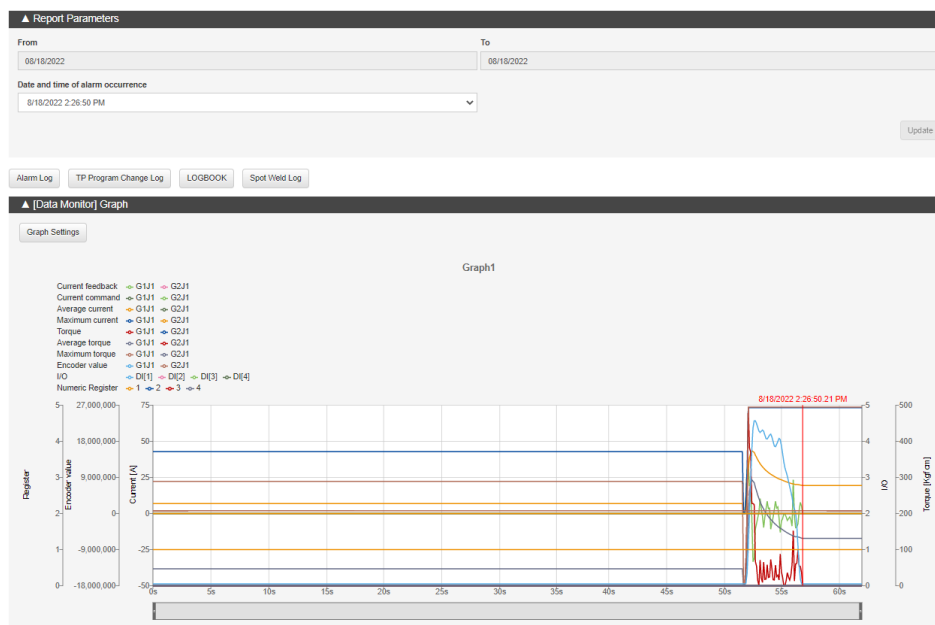 ▲ Report Parameters
From To
08/18/2022 08/18/2022
Date and time of alarm occurrence
8/18/2022 2:26:50 PM
Update
Alarm Log TP Program Change Log LOGBOOK Spot Weld Log
▲ [Data Monitor] Graph
Graph Settings
Graph1
Current feedback G1J1 G2J1
Current command G1J1 G2J1
Average current G1J1 G2J1
Maximum current G1J1 G2J1
Torque G1J1 G2J1
Average torque G1J1 G2J1
Maximum torque G1J1 G2J1
Encoder value G1J1 G2J1
I/O DI[1] DI[2] DI[3] DI[4]
Numeric Register 1 2 3 4
8/18/2022 2:26:50.21 PM
5 27,000,000 75 5 500
4 18,000,000 50 4 400
3 9,000,000 25 3 300
2 0 0 2 200
1 -9,000,000 -25 1 100
0 -18,000,000 -50 0 0
Register
Encoder value
Current [A]
I/O
Torque [Kgf cm]
0s 5s 10s 15s 20s 25s 30s 35s 40s 45s 50s 55s 60s